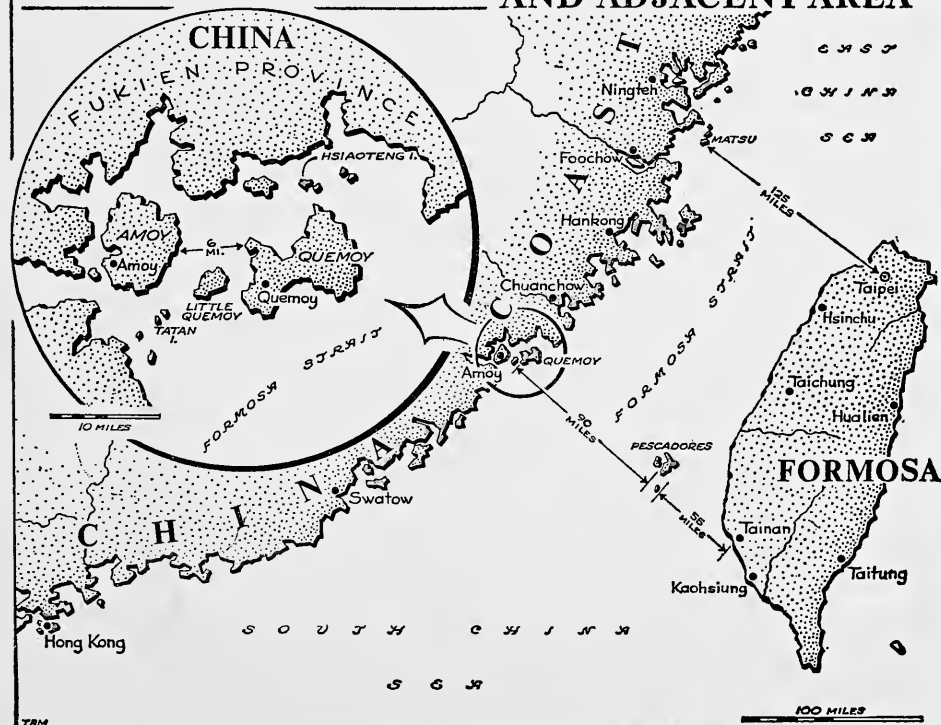 AND ADJACENT AREA
CHINA
FUKIEN PROVINCE
HSIAOTENG I.
AMOY
Amoy
6
MI.
QUEMOY
Quemoy
LITTLE
QUEMOY
TATAN
I.
FORMOSA STRAIT
10 MILES
EAST
CHINA
SEA
Ningteh
MATSU
Foochow
125
MILES
Hankong
Chuanchow
FORMOSA STRAIT
Taipei
Hsinchu
Amoy
QUEMOY
Taichung
Hualien
90
MILES
PESCADORES
FORMOSA
56
MILES
Tainan
Kaohsiung
Taitung
CHINA COAST
Swatow
Hong Kong
SOUTH CHINA
SEA
100 MILES
TBM